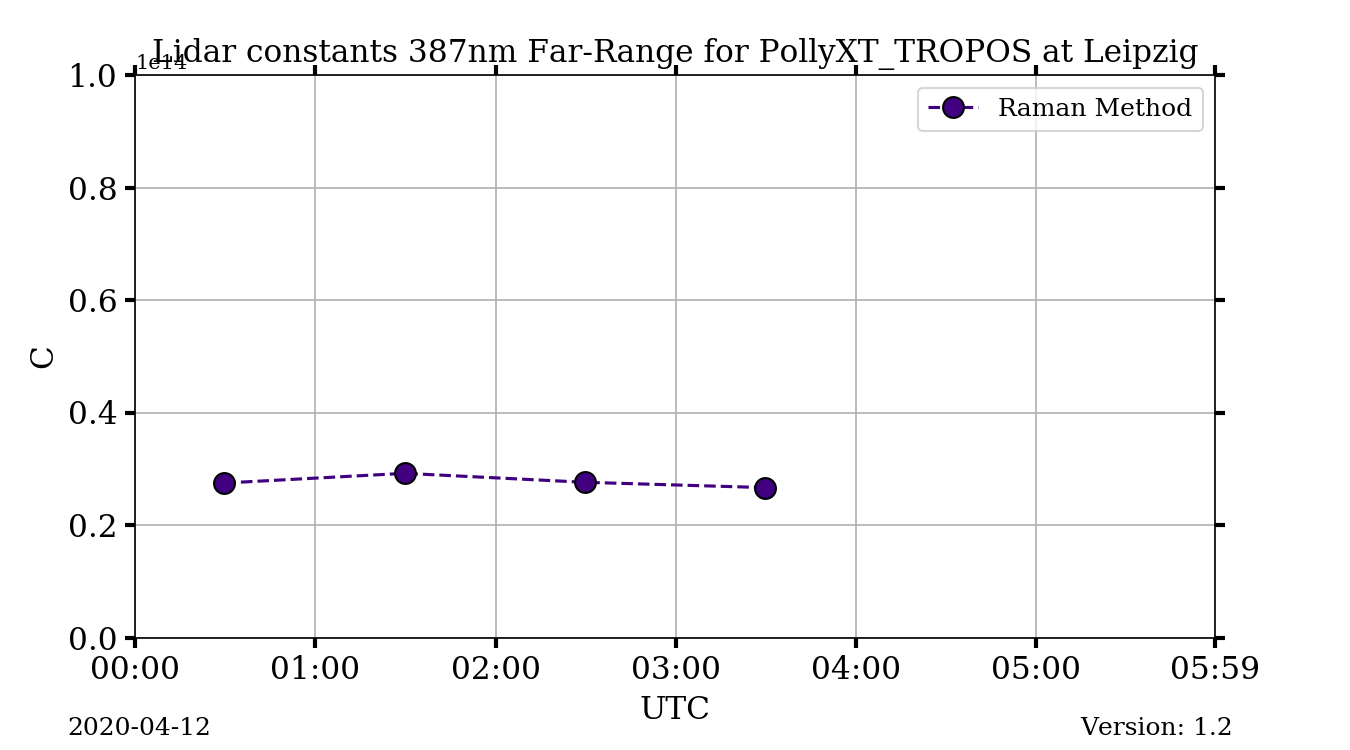 Lidar constants 387nm Far-Range for PollyXT_TROPOS at Leipzig
1e14
1.0
Raman Method
0.8
0.6
C
0.4
0.2
0.0
00:00 01:00 02:00 03:00 04:00 05:00 05:59
UTC
2020-04-12 Version: 1.2